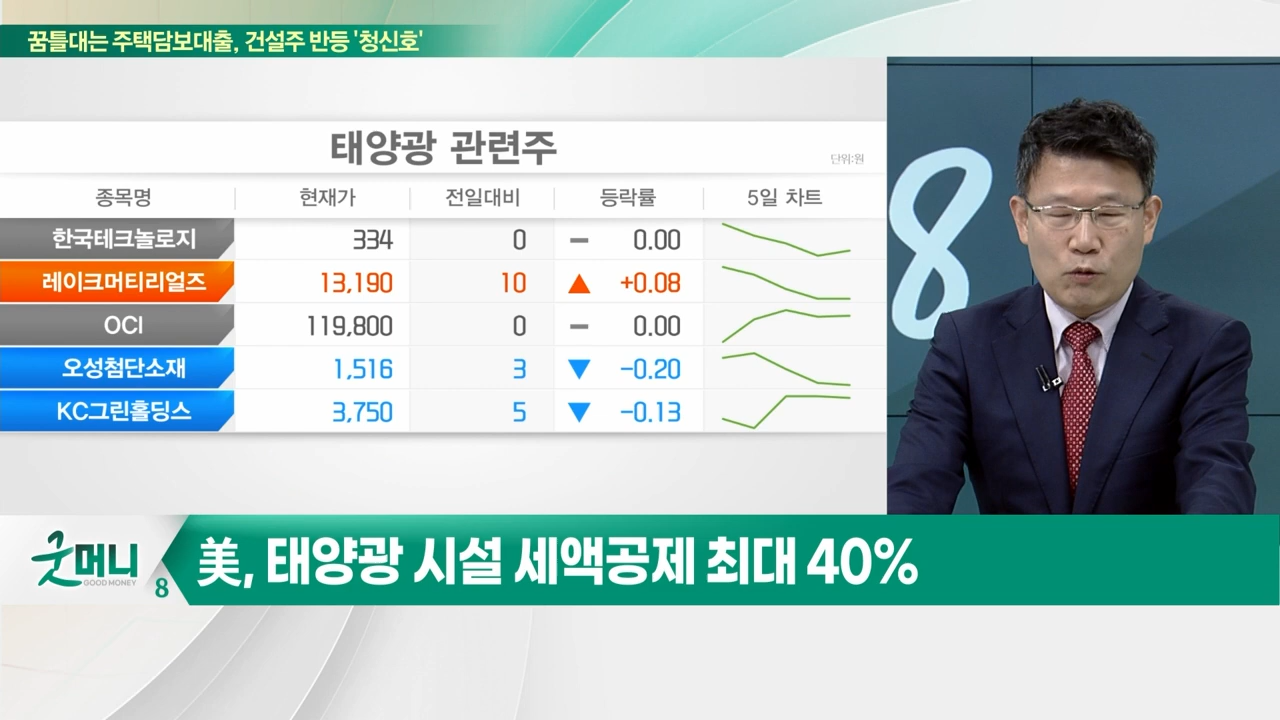 꿈틀대는 주택담보대출, 건설주 반등 '청신호'
태양광 관련주
단위:원
종목명 현재가 전일대비 등락률 5일 차트
한국테크놀로지 334 0 – 0.00
레이크머티리얼즈 13,190 10 ▲ +0.08
OCI 119,800 0 – 0.00
오성첨단소재 1,516 3 ▼ -0.20
KC그린홀딩스 3,750 5 ▼ -0.13
8
굿머니
GOOD MONEY
8
美, 태양광 시설 세액공제 최대 40%